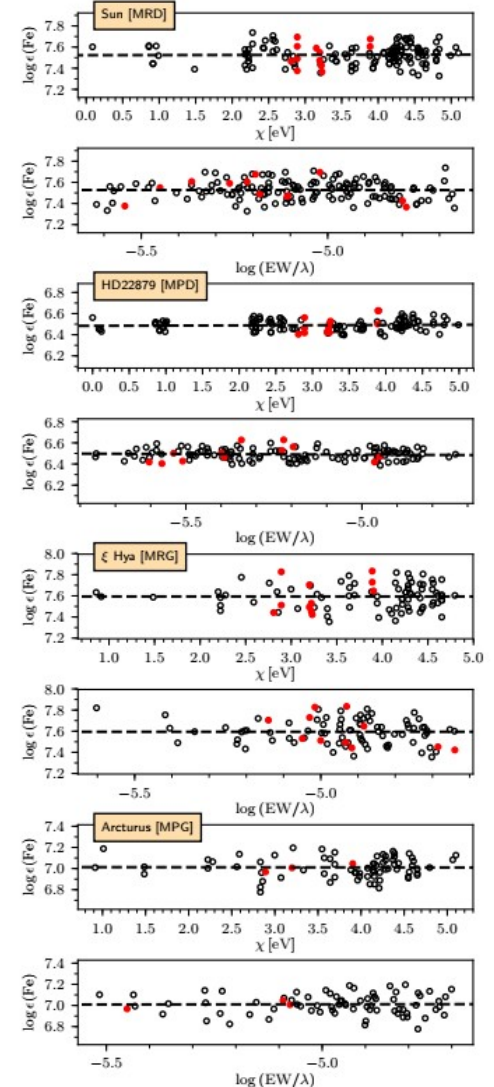 Sun [MRD]
log ϵ(Fe)
7.8
7.6
7.4
7.2
0.0 0.5 1.0 1.5 2.0 2.5 3.0 3.5 4.0 4.5 5.0
χ [eV]
log ϵ(Fe)
7.8
7.6
7.4
7.2
−5.5 −5.0
log (EW/λ)
HD22879 [MPD]
log ϵ(Fe)
6.8
6.6
6.4
6.2
0.0 0.5 1.0 1.5 2.0 2.5 3.0 3.5 4.0 4.5 5.0
χ [eV]
log ϵ(Fe)
6.8
6.6
6.4
6.2
−5.5 −5.0
log (EW/λ)
ξ Hya [MRG]
log ϵ(Fe)
8.0
7.8
7.6
7.4
7.2
1.0 1.5 2.0 2.5 3.0 3.5 4.0 4.5 5.0
χ [eV]
log ϵ(Fe)
8.0
7.8
7.6
7.4
7.2
−5.5 −5.0
log (EW/λ)
Arcturus [MPG]
log ϵ(Fe)
7.4
7.2
7.0
6.8
1.0 1.5 2.0 2.5 3.0 3.5 4.0 4.5 5.0
χ [eV]
log ϵ(Fe)
7.4
7.2
7.0
6.8
−5.5 −5.0
log (EW/λ)